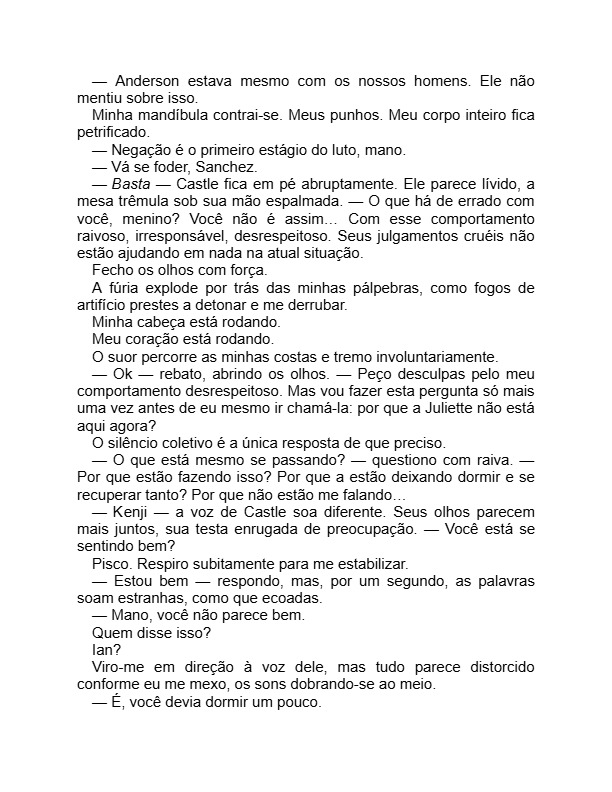 — Anderson estava mesmo com os nossos homens. Ele não
mentiu sobre isso.
Minha mandíbula contrai-se. Meus punhos. Meu corpo inteiro fica
petrificado.
— Negação é o primeiro estágio do luto, mano.
— Vá se foder, Sanchez.
— Basta — Castle fica em pé abruptamente. Ele parece lívido, a
mesa trêmula sob sua mão espalmada. — O que há de errado com
você, menino? Você não é assim… Com esse comportamento
raivoso, irresponsável, desrespeitoso. Seus julgamentos cruéis não
estão ajudando em nada na atual situação.
Fecho os olhos com força.
A fúria explode por trás das minhas pálpebras, como fogos de
artifício prestes a detonar e me derrubar.
Minha cabeça está rodando.
Meu coração está rodando.
O suor percorre as minhas costas e tremo involuntariamente.
— Ok — rebato, abrindo os olhos. — Peço desculpas pelo meu
comportamento desrespeitoso. Mas vou fazer esta pergunta só mais
uma vez antes de eu mesmo ir chamá-la: por que a Juliette não está
aqui agora?
O silêncio coletivo é a única resposta de que preciso.
— O que está mesmo se passando? — questiono com raiva. —
Por que estão fazendo isso? Por que a estão deixando dormir e se
recuperar tanto? Por que não estão me falando…
— Kenji — a voz de Castle soa diferente. Seus olhos parecem
mais juntos, sua testa enrugada de preocupação. — Você está se
sentindo bem?
Pisco. Respiro subitamente para me estabilizar.
— Estou bem — respondo, mas, por um segundo, as palavras
soam estranhas, como que ecoadas.
— Mano, você não parece bem.
Quem disse isso?
Ian?
Viro-me em direção à voz dele, mas tudo parece distorcido
conforme eu me mexo, os sons dobrando-se ao meio.
— É, você devia dormir um pouco.